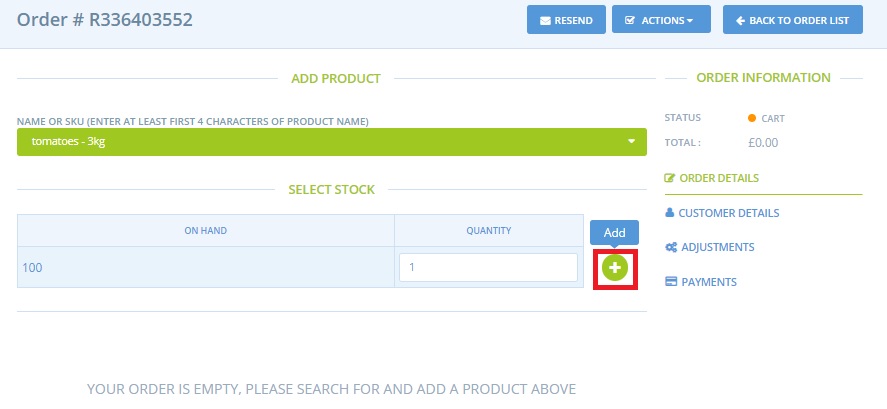 Order # R336403552
RESEND
ACTIONS
BACK TO ORDER LIST
ADD PRODUCT
NAME OR SKU (ENTER AT LEAST FIRST 4 CHARACTERS OF PRODUCT NAME)
tomatoes - 3kg
SELECT STOCK
ON HAND
QUANTITY
Add
100
1
YOUR ORDER IS EMPTY, PLEASE SEARCH FOR AND ADD A PRODUCT ABOVE
ORDER INFORMATION
STATUS
CART
TOTAL :
£0.00
ORDER DETAILS
CUSTOMER DETAILS
ADJUSTMENTS
PAYMENTS